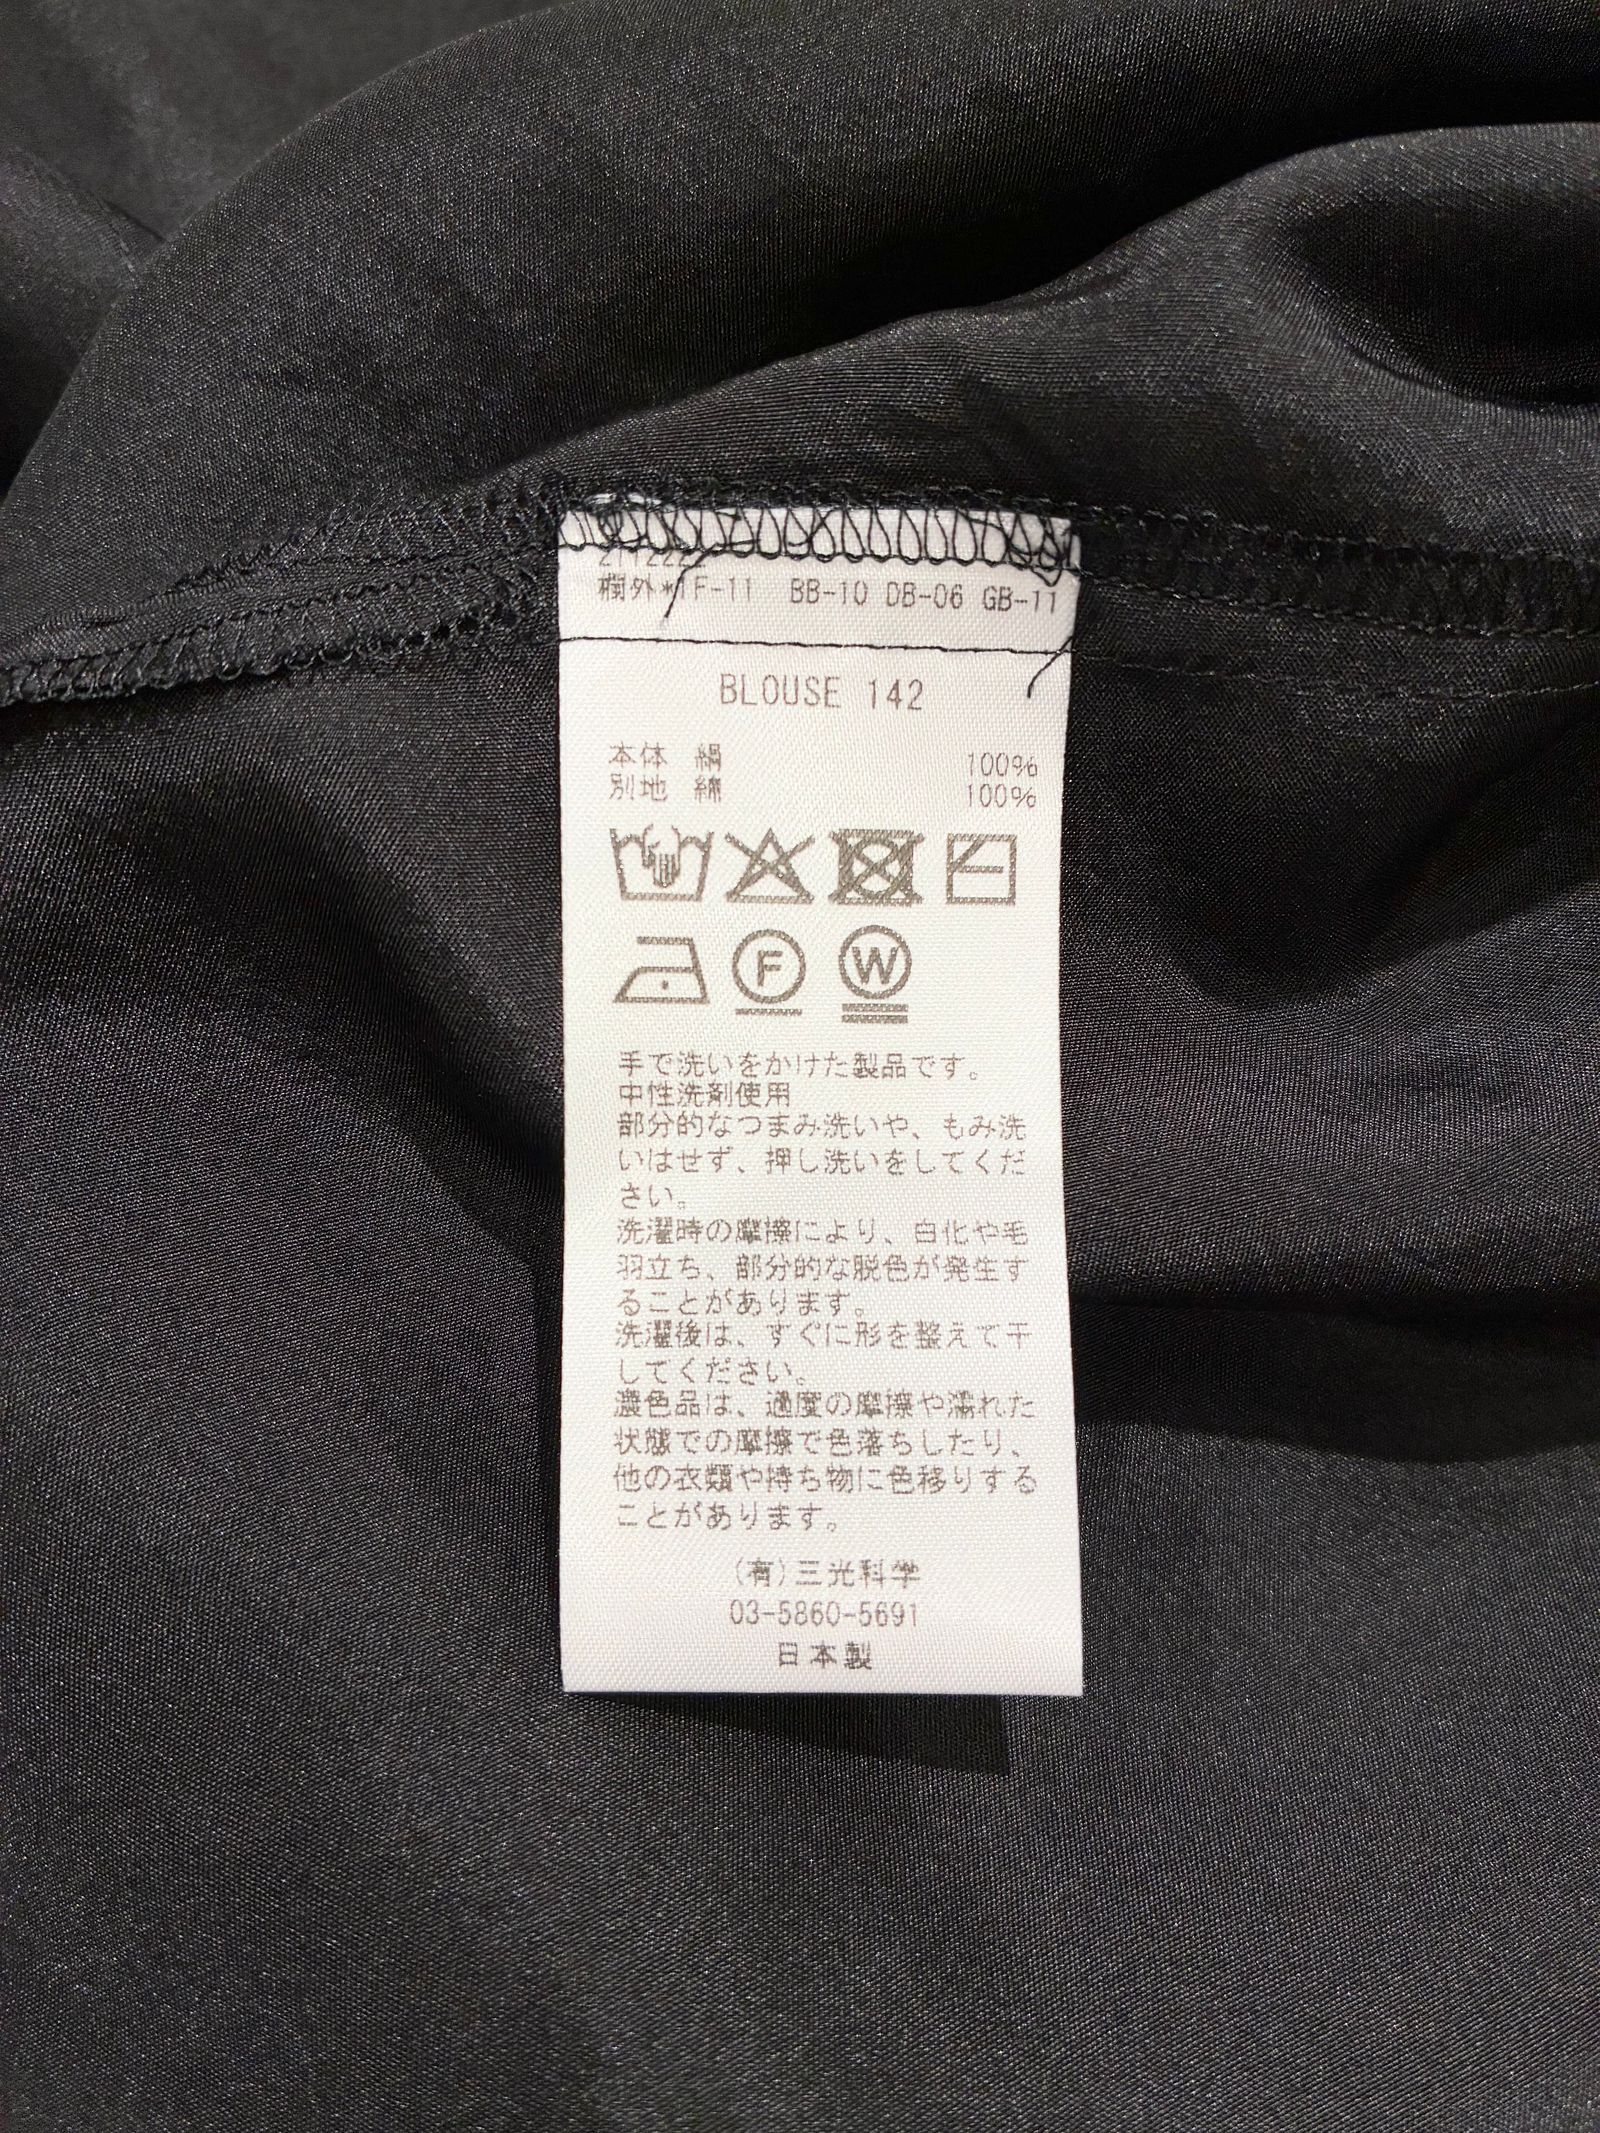 欄外*1F-11 BB-10 DB-06 GB-11
BLOUSE 142
本体 絹 100%
別地 綿 100%
F W
手で洗いをかけた製品です。
中性洗剤使用
部分的なつまみ洗いや、もみ洗
いはせず、押し洗いをしてくだ
さい。
洗濯時の摩擦により、白化や毛
羽立ち、部分的な脱色が発生す
ることがあります。
洗濯後は、すぐに形を整えて干
してください。
濃色品は、過度の摩擦や濡れた
状態での摩擦で色落ちしたり、
他の衣類や持ち物に色移りする
ことがあります。
(有)三光科学
03-5860-5691
日本製